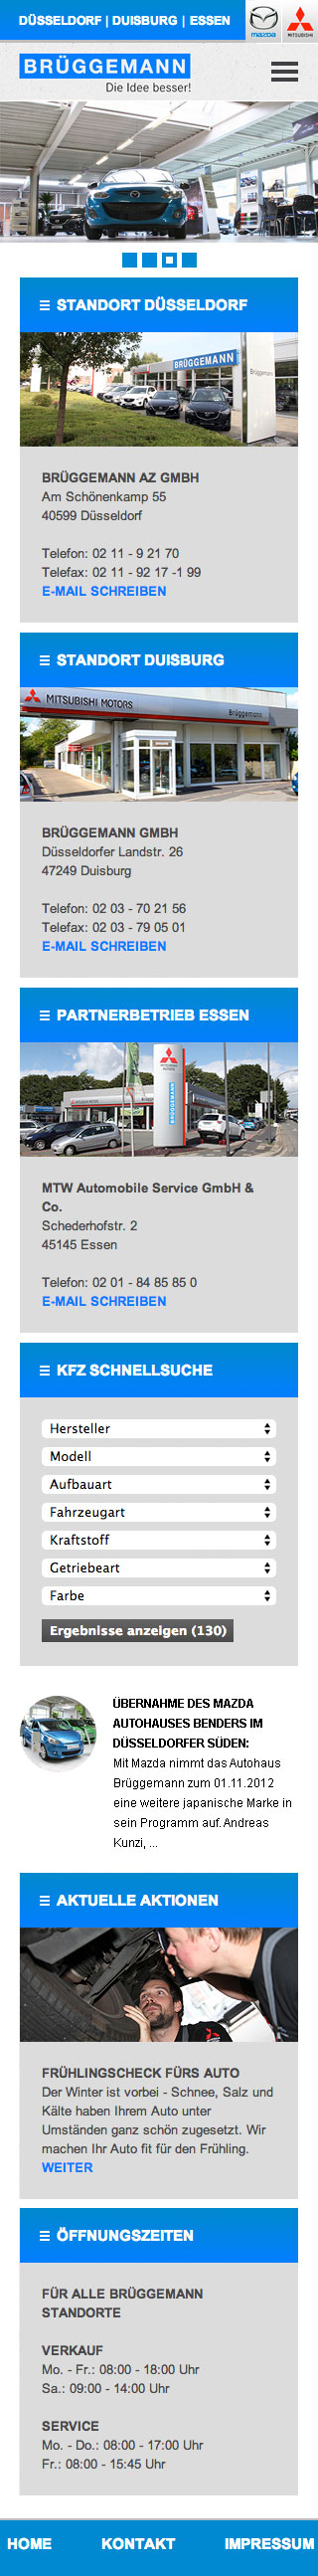 DÜSSELDORF | DUISBURG | ESSEN
mazda
MITSUBISHI
BRÜGGEMANN
Die Idee besser!
STANDORT DÜSSELDORF
BRÜGGEMANN
Brüggemann
BRÜGGEMANN AZ GMBH
Am Schönenkamp 55
40599 Düsseldorf
Telefon: 02 11 - 9 21 70
Telefax: 02 11 - 92 17 -1 99
E-MAIL SCHREIBEN
STANDORT DUISBURG
MITSUBISHI MOTORS
Brüggemann
BRÜGGEMANN GMBH
Düsseldorfer Landstr. 26
47249 Duisburg
Telefon: 02 03 - 70 21 56
Telefax: 02 03 - 79 05 01
E-MAIL SCHREIBEN
PARTNERBETRIEB ESSEN
BRÜGGEMANN
MTW Automobile Service GmbH &
Co.
Schederhofstr. 2
45145 Essen
Telefon: 02 01 - 84 85 85 0
E-MAIL SCHREIBEN
KFZ SCHNELLSUCHE
Hersteller
Modell
Aufbauart
Fahrzeugart
Kraftstoff
Getriebeart
Farbe
Ergebnisse anzeigen (130)
ÜBERNAHME DES MAZDA
AUTOHAUSES BENDERS IM
DÜSSELDORFER SÜDEN:
Mit Mazda nimmt das Autohaus
Brüggemann zum 01.11.2012
eine weitere japanische Marke in
sein Programm auf. Andreas
Kunzi, ...
AKTUELLE AKTIONEN
FRÜHLINGSCHECK FÜRS AUTO
Der Winter ist vorbei - Schnee, Salz und
Kälte haben Ihrem Auto unter
Umständen ganz schön zugesetzt. Wir
machen Ihr Auto fit für den Frühling.
WEITER
ÖFFNUNGSZEITEN
FÜR ALLE BRÜGGEMANN
STANDORTE
VERKAUF
Mo. - Fr.: 08:00 - 18:00 Uhr
Sa.: 09:00 - 14:00 Uhr
SERVICE
Mo. - Do.: 08:00 - 17:00 Uhr
Fr.: 08:00 - 15:45 Uhr
HOME KONTAKT IMPRESSUM